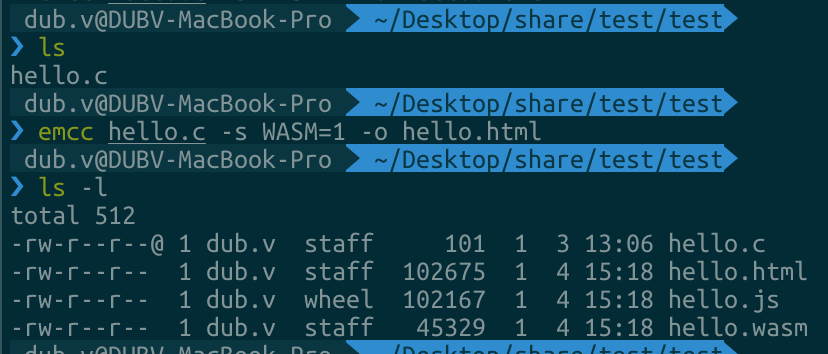 dub.v@DUBV-MacBook-Pro ~/Desktop/share/test/test
❯ ls
hello.c
dub.v@DUBV-MacBook-Pro ~/Desktop/share/test/test
❯ emcc hello.c -s WASM=1 -o hello.html
dub.v@DUBV-MacBook-Pro ~/Desktop/share/test/test
❯ ls -l
total 512
-rw-r--r--@ 1 dub.v  staff     101  1  3 13:06 hello.c
-rw-r--r--  1 dub.v  staff  102675  1  4 15:18 hello.html
-rw-r--r--  1 dub.v  wheel  102167  1  4 15:18 hello.js
-rw-r--r--  1 dub.v  staff   45329  1  4 15:18 hello.wasm
dub.v@DUBV-MacBook-Pro ~/Desktop/share/test/test